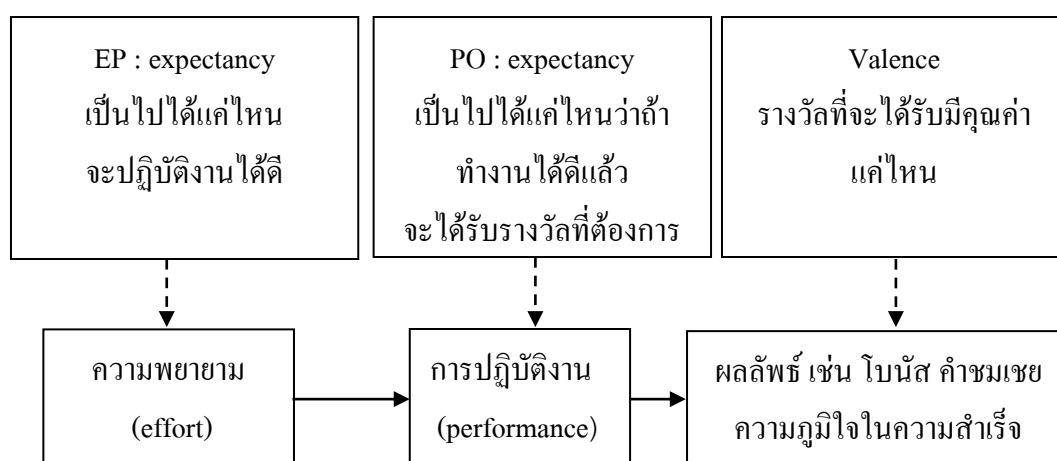 EP : expectancy
เป็นไปได้แค่ไหน
จะปฏิบัติงานได้ดี
PO : expectancy
เป็นไปได้แค่ไหนว่าถ้า
ทำงานได้ดีแล้ว
จะได้รับรางวัลที่ต้องการ
Valence
รางวัลที่จะได้รับมีคุณค่า
แค่ไหน
ความพยายาม
(effort)
การปฏิบัติงาน
(performance)
ผลลัพธ์ เช่น โบนัส คำชมเชย
ความภูมิใจในความสำเร็จ